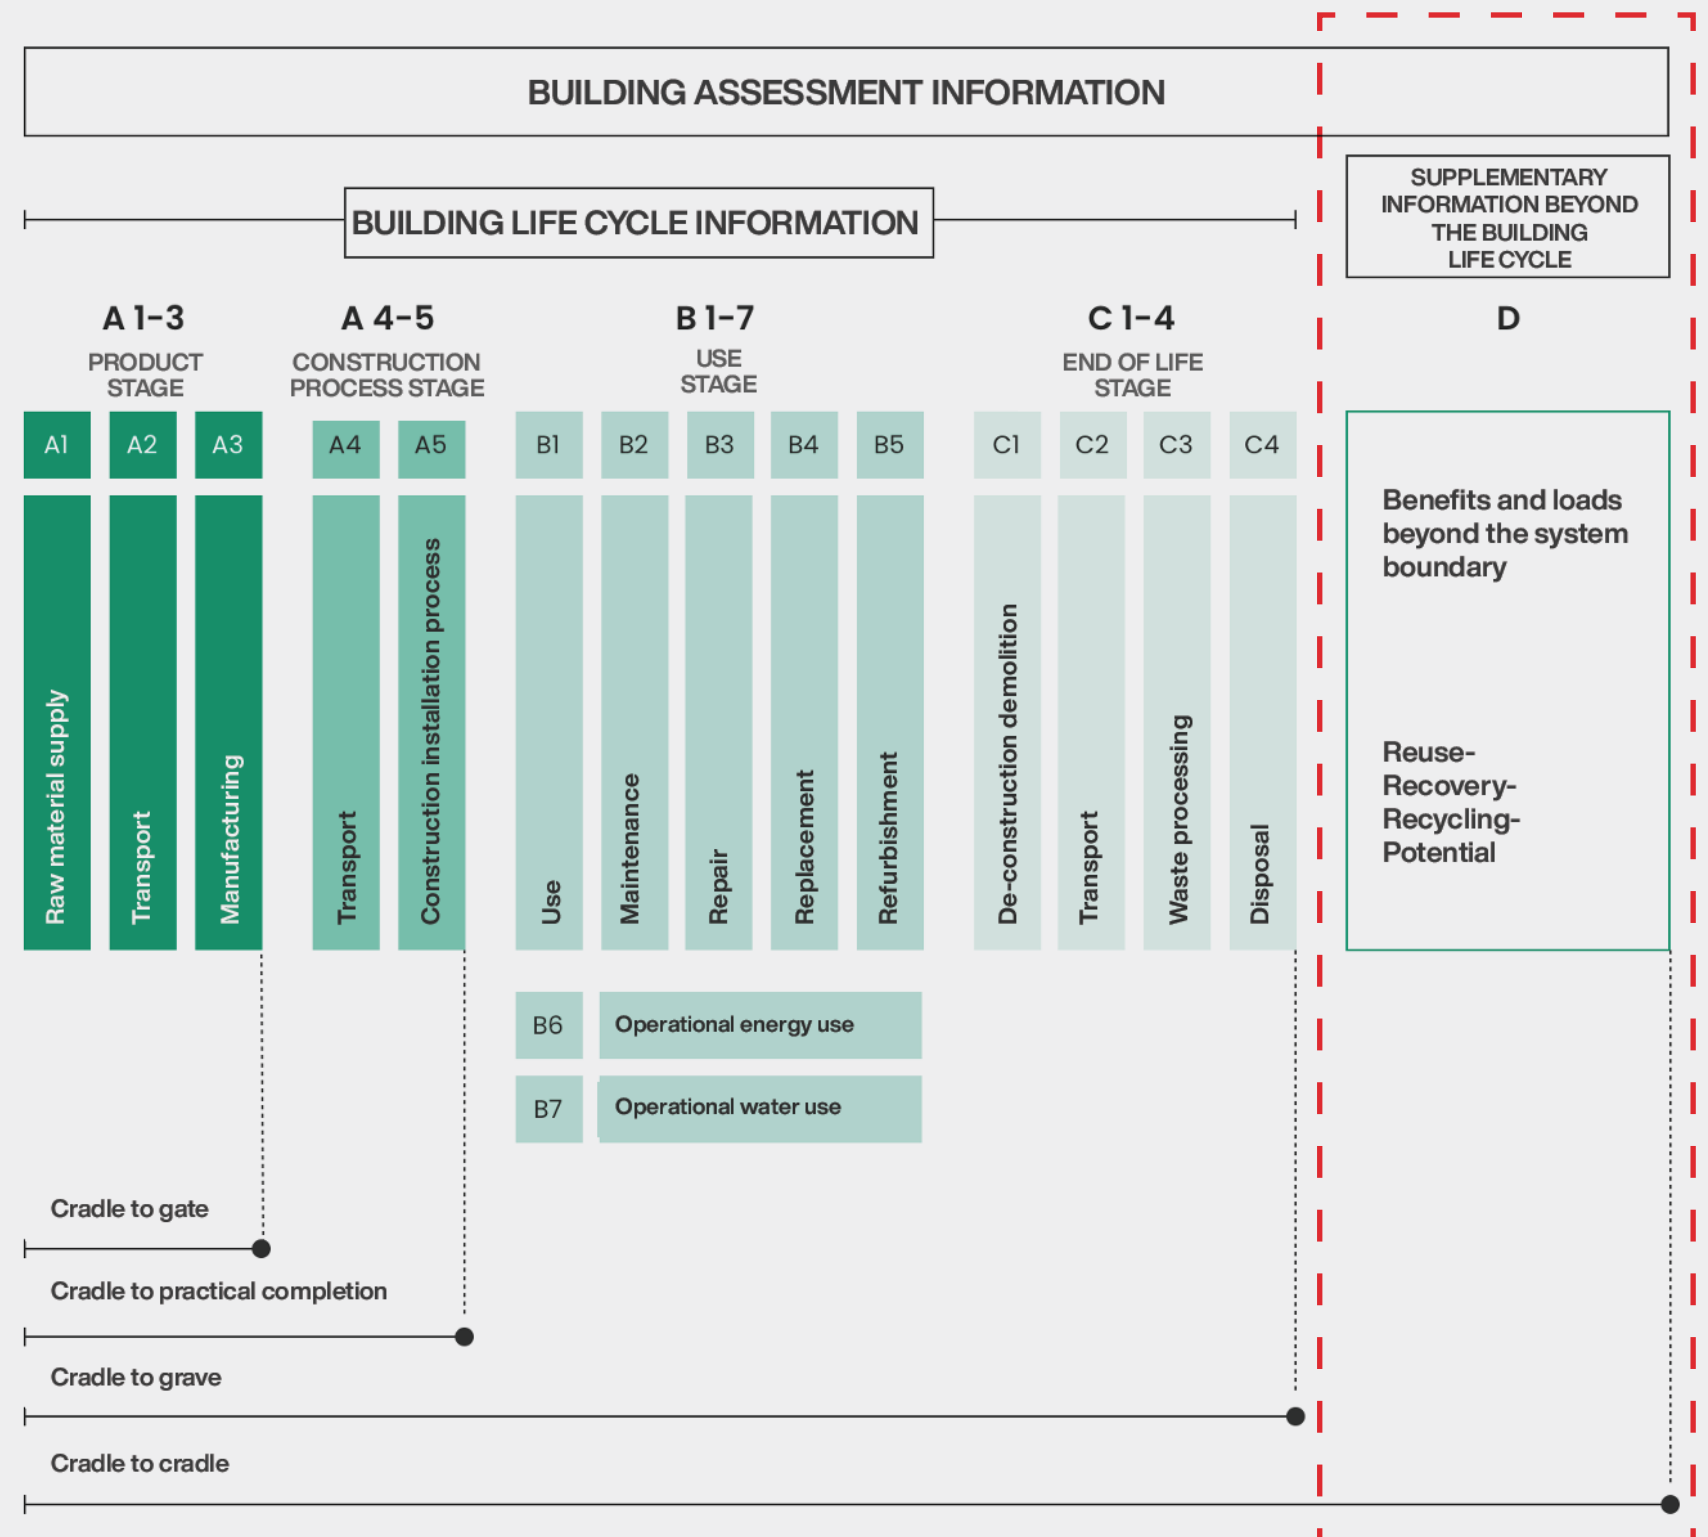 BUILDING ASSESSMENT INFORMATION
BUILDING LIFE CYCLE INFORMATION
SUPPLEMENTARY
INFORMATION BEYOND
THE BUILDING
LIFE CYCLE
A 1-3
PRODUCT
STAGE
A 4-5
CONSTRUCTION
PROCESS STAGE
B 1-7
USE
STAGE
C 1-4
END OF LIFE
STAGE
D
A1
A2
A3
A4
A5
B1
B2
B3
B4
B5
C1
C2
C3
C4
Raw material supply
Transport
Manufacturing
Transport
Construction installation process
Use
Maintenance
Repair
Replacement
Refurbishment
De-construction demolition
Transport
Waste processing
Disposal
Benefits and loads
beyond the system
boundary
Reuse-
Recovery-
Recycling-
Potential
B6
Operational energy use
B7
Operational water use
Cradle to gate
Cradle to practical completion
Cradle to grave
Cradle to cradle